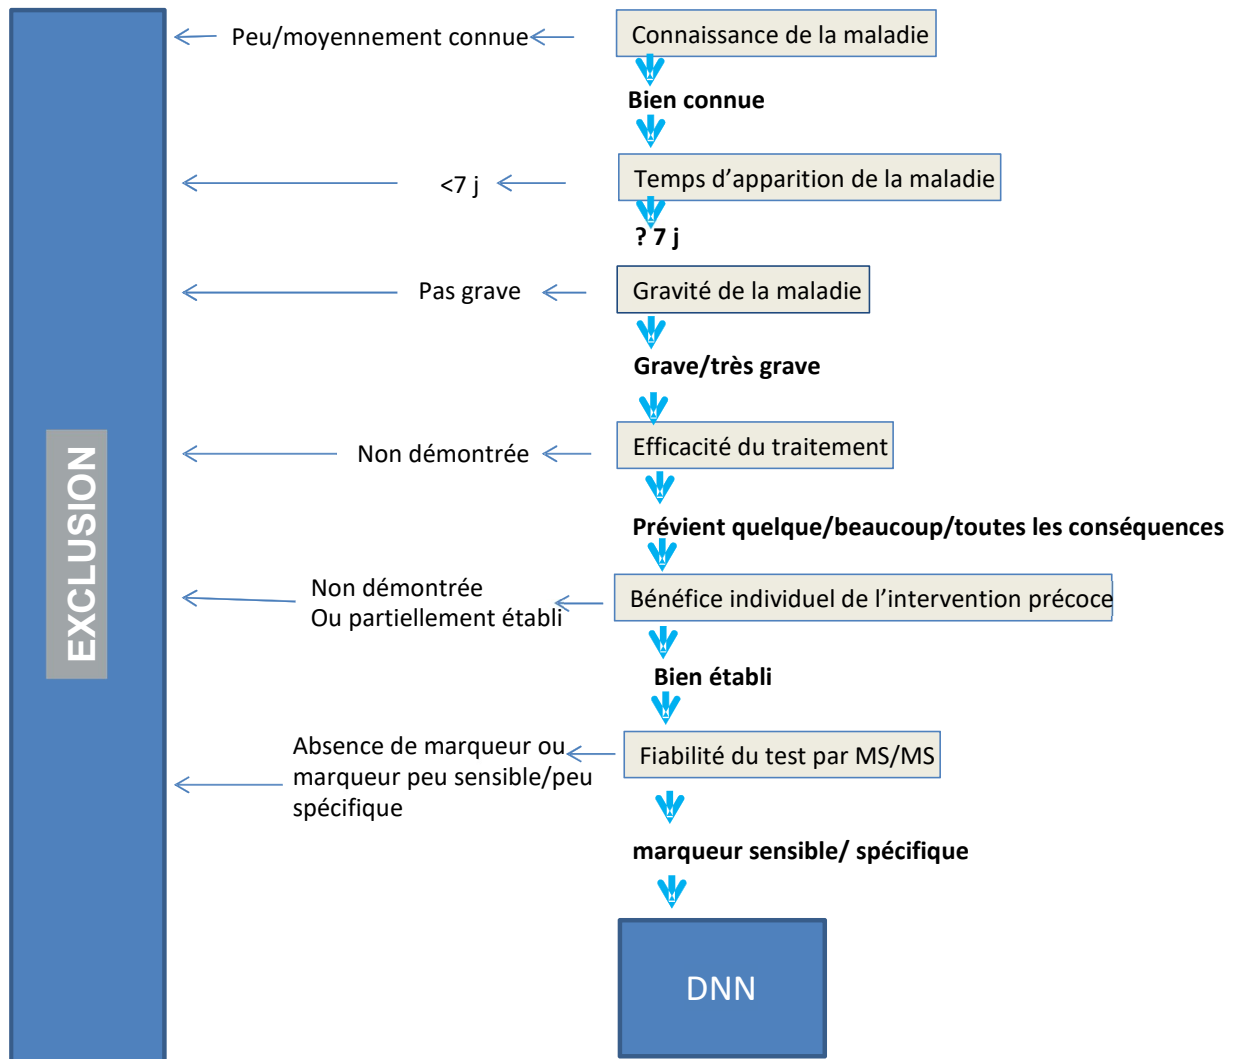 Peu/moyennement connue
Connaissance de la maladie
Bien connue
<7 j
Temps d'apparition de la maladie
? 7 j
Pas grave
Gravité de la maladie
Grave/très grave
Non démontrée
Efficacité du traitement
Prévient quelque/beaucoup/toutes les conséquences
Non démontrée
Ou partiellement établi
Bénéfice individuel de l'intervention précoce
Bien établi
Absence de marqueur ou
marqueur peu sensible/peu
spécifique
Fiabilité du test par MS/MS
marqueur sensible/ spécifique
DNN
EXCLUSION